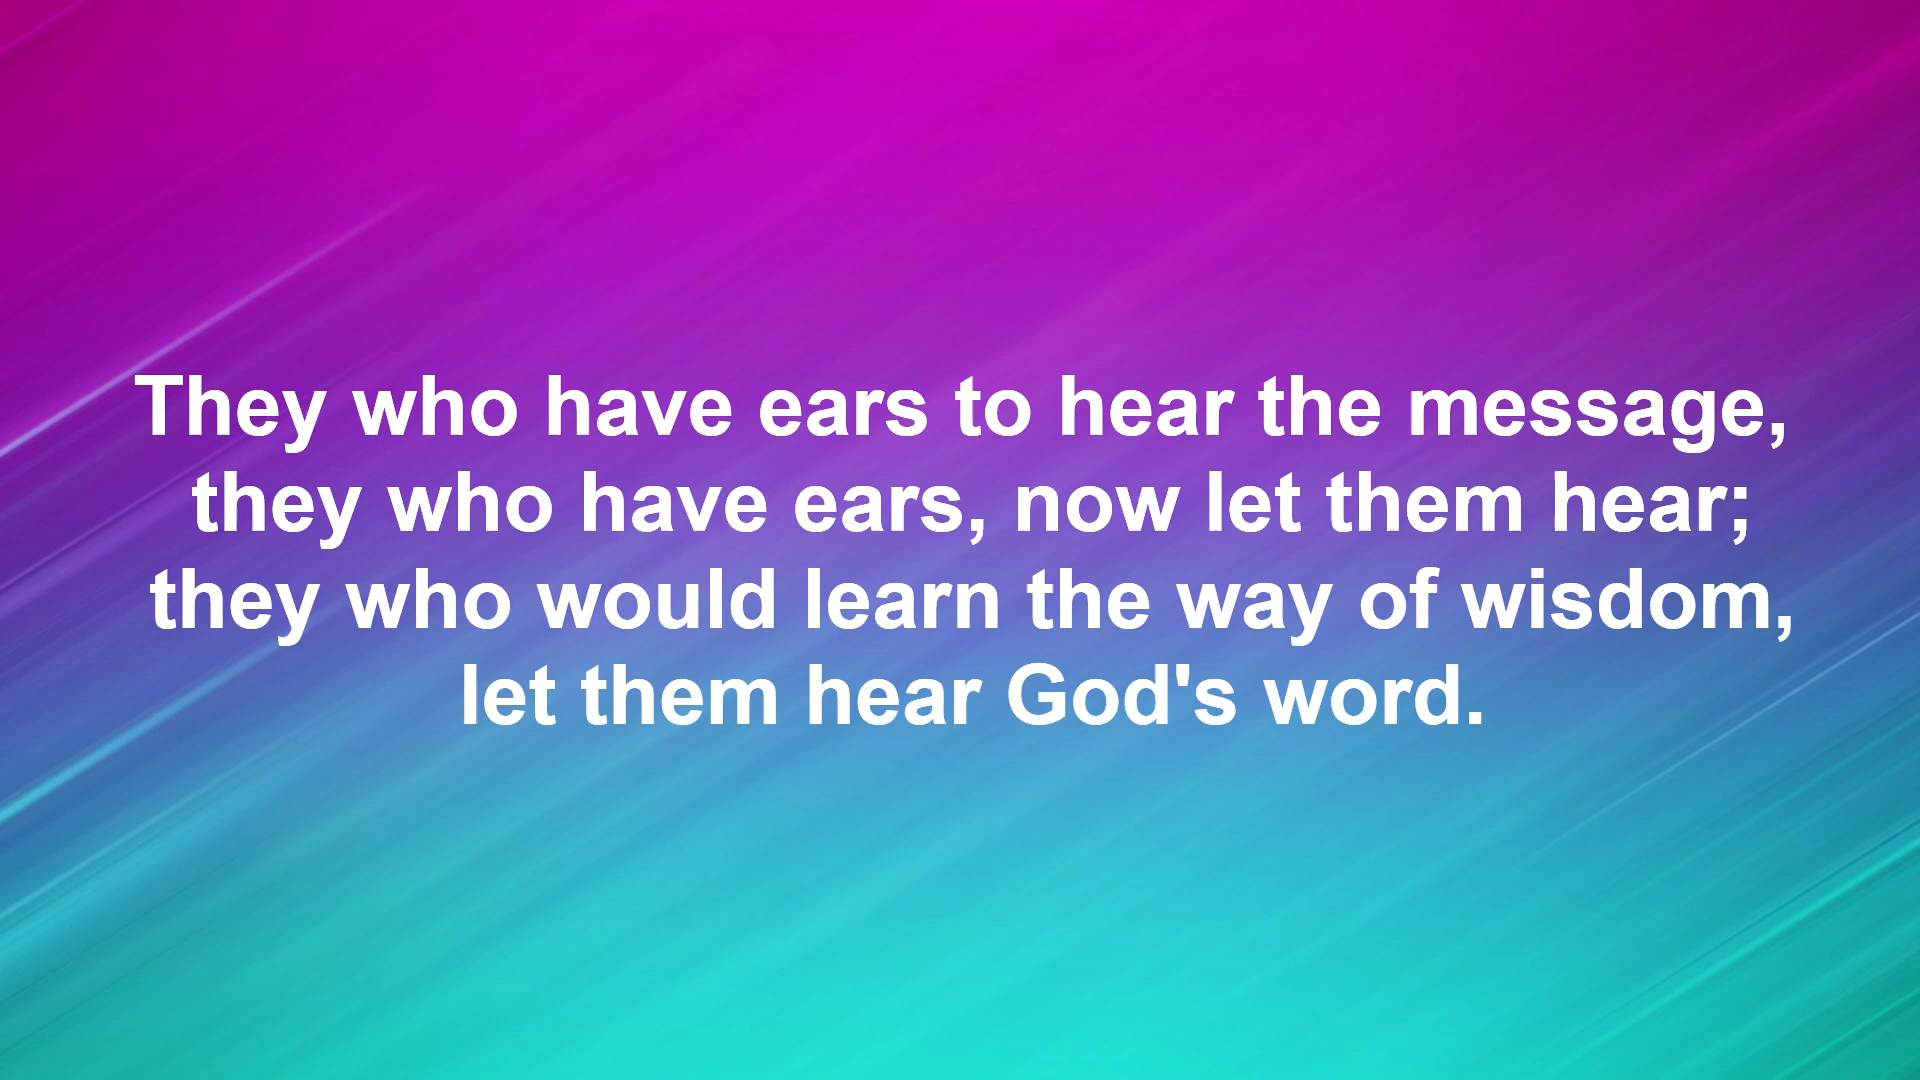 They who have ears to hear the message,
they who have ears, now let them hear;
they who would learn the way of wisdom,
let them hear God's word.